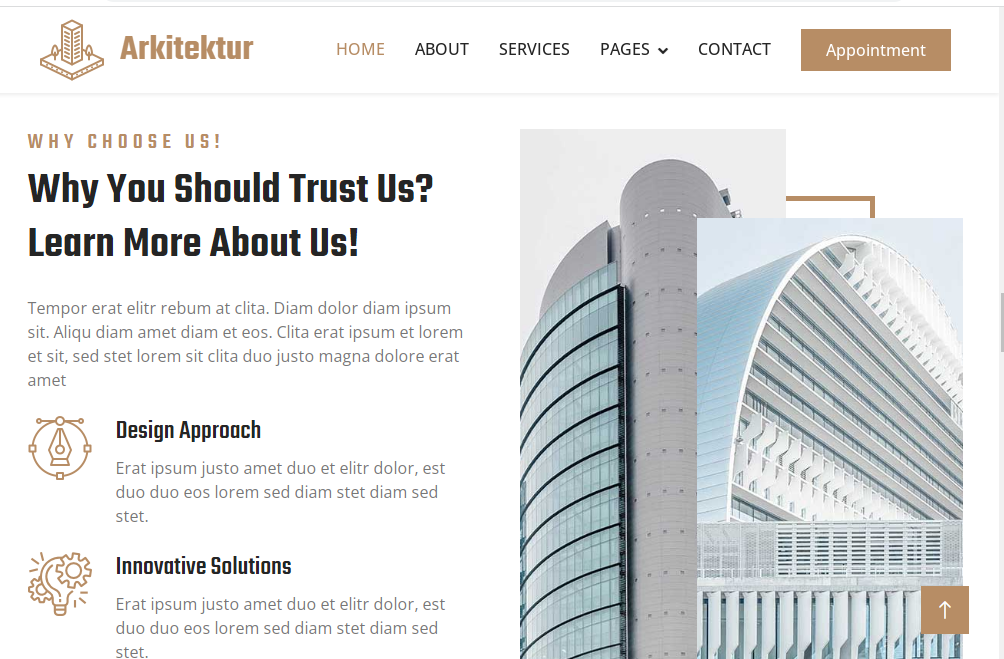 Arkitektur
HOME ABOUT SERVICES PAGES CONTACT Appointment
WHY CHOOSE US!
Why You Should Trust Us?
Learn More About Us!
Tempor erat elitr rebum at clita. Diam dolor diam ipsum
sit. Aliqu diam amet diam et eos. Clita erat ipsum et lorem
et sit, sed stet lorem sit clita duo justo magna dolore erat
amet
Design Approach
Erat ipsum justo amet duo et elitr dolor, est
duo duo eos lorem sed diam stet diam sed
stet.
Innovative Solutions
Erat ipsum justo amet duo et elitr dolor, est
duo duo eos lorem sed diam stet diam sed
stet.